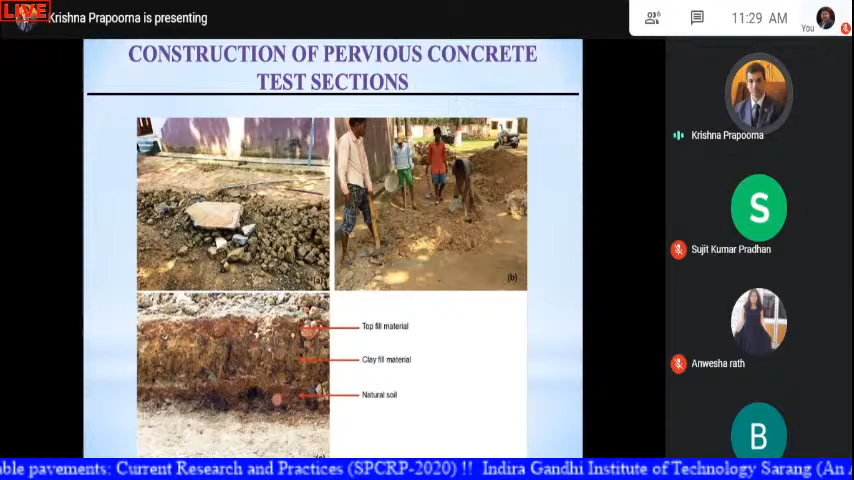 LIVE
Krishna Prapoorna is presenting
6
11:29 AM
You
CONSTRUCTION OF PERVIOUS CONCRETE
TEST SECTIONS
(a)
(b)
Top fill material
Clay fill material
Natural soil
Krishna Prapoorna
S
Sujit Kumar Pradhan
Anwesha rath
B
able pavements: Current Research and Practices (SPCRP-2020) !! Indira Gandhi Institute of Technology Sarang (An A